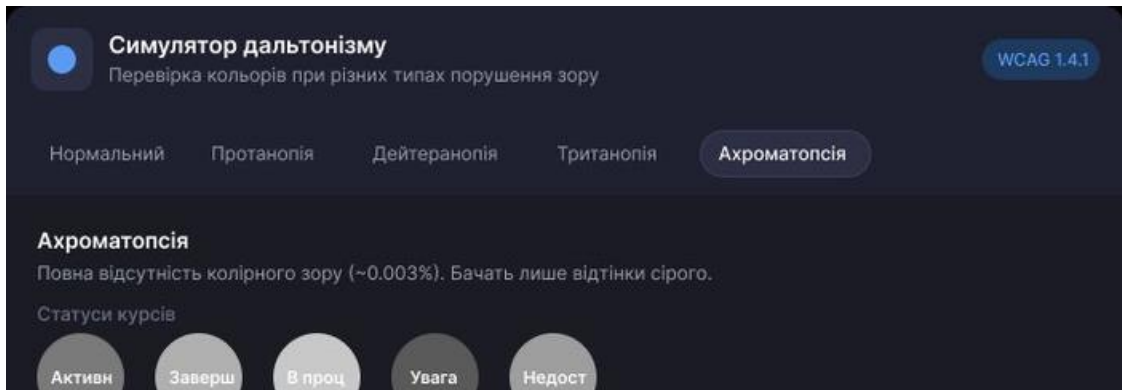 Симулятор дальтонізму
Перевірка кольорів при різних типах порушення зору
WCAG 1.4.1
Нормальний Протанопія Дейтеранопія Тританопія Ахроматопсія
Ахроматопсія
Повна відсутність колірного зору (~0.003%). Бачать лише відтінки сірого.
Статуси курсів
Активн Заверш В проц Увага Недост